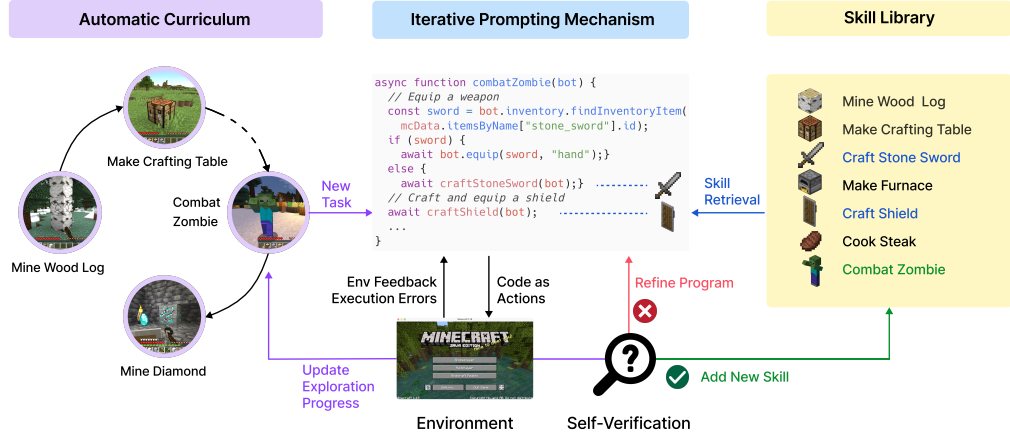 Automatic Curriculum
Iterative Prompting Mechanism
Skill Library
Make Crafting Table
Combat
Zombie
Mine Wood Log
Mine Diamond
New
Task
async function combatZombie(bot) {
// Equip a weapon
const sword = bot.inventory.findInventoryItem(
mcData.itemsByName["stone_sword"].id);
if (sword) {
await bot.equip(sword, "hand");}
else {
await craftStoneSword(bot);}
// Craft and equip a shield
await craftShield(bot);
...
}
Skill
Retrieval
Mine Wood Log
Make Crafting Table
Craft Stone Sword
Make Furnace
Craft Shield
Cook Steak
Combat Zombie
Env Feedback
Execution Errors
Code as
Actions
Refine Program
Update
Exploration
Progress
MINECRAFT
JAVA EDITION
Environment
?
Self-Verification
Add New Skill